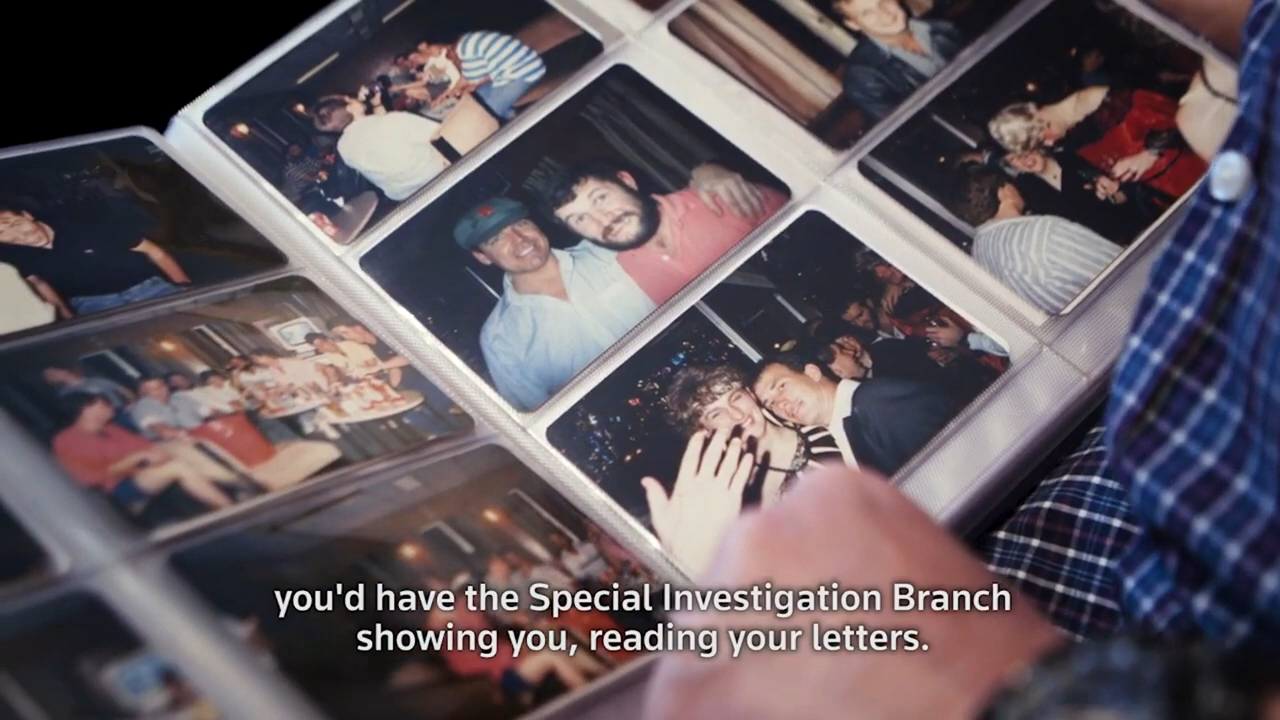 you'd have the Special Investigation Branch
showing you, reading your letters.